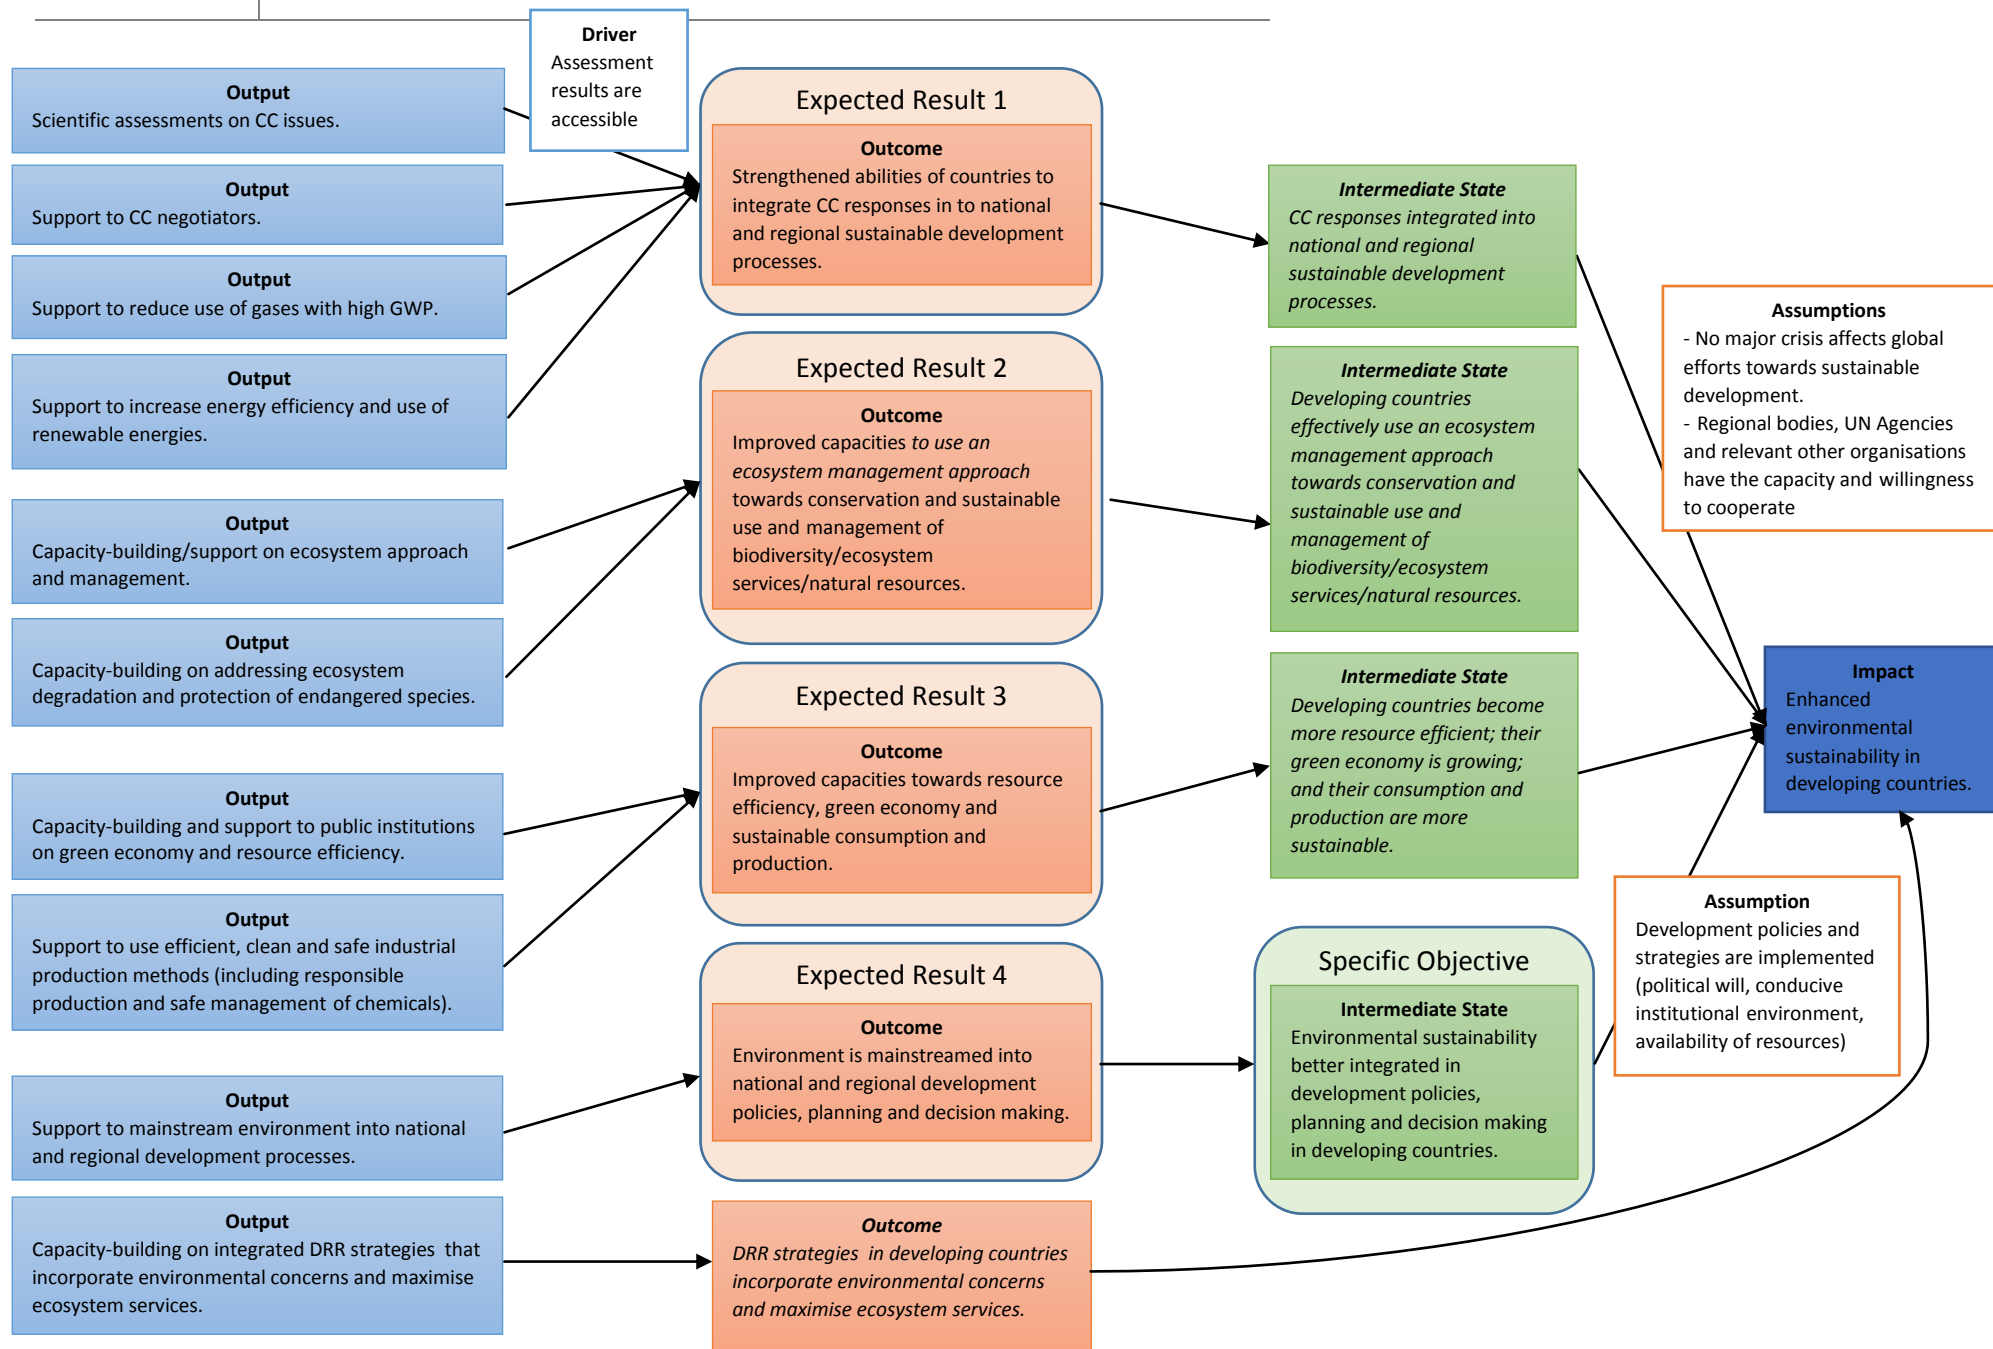 Driver
Assessment
results are
accessible
Output
Scientific assessments on CC issues.
Output
Support to CC negotiators.
Output
Support to reduce use of gases with high GWP.
Output
Support to increase energy efficiency and use of
renewable energies.
Output
Capacity-building/support on ecosystem approach
and management.
Output
Capacity-building on addressing ecosystem
degradation and protection of endangered species.
Output
Capacity-building and support to public institutions
on green economy and resource efficiency.
Output
Support to use efficient, clean and safe industrial
production methods (including responsible
production and safe management of chemicals).
Output
Support to mainstream environment into national
and regional development processes.
Output
Capacity-building on integrated DRR strategies that
incorporate environmental concerns and maximise
ecosystem services.
Expected Result 1
Outcome
Strengthened abilities of countries to
integrate CC responses in to national
and regional sustainable development
processes.
Expected Result 2
Outcome
Improved capacities to use an
ecosystem management approach
towards conservation and sustainable
use and management of
biodiversity/ecosystem
services/natural resources.
Expected Result 3
Outcome
Improved capacities towards resource
efficiency, green economy and
sustainable consumption and
production.
Expected Result 4
Outcome
Environment is mainstreamed into
national and regional development
policies, planning and decision making.
Outcome
DRR strategies in developing countries
incorporate environmental concerns
and maximise ecosystem services.
Intermediate State
CC responses integrated into
national and regional
sustainable development
processes.
Intermediate State
Developing countries
effectively use an ecosystem
management approach
towards conservation and
sustainable use and
management of
biodiversity/ecosystem
services/natural resources.
Intermediate State
Developing countries become
more resource efficient; their
green economy is growing;
and their consumption and
production are more
sustainable.
Specific Objective
Intermediate State
Environmental sustainability
better integrated in
development policies,
planning and decision making
in developing countries.
Assumptions
- No major crisis affects global
efforts towards sustainable
development.
- Regional bodies, UN Agencies
and relevant other organisations
have the capacity and willingness
to cooperate
Impact
Enhanced
environmental
sustainability in
developing countries.
Assumption
Development policies and
strategies are implemented
(political will, conducive
institutional environment,
availability of resources)